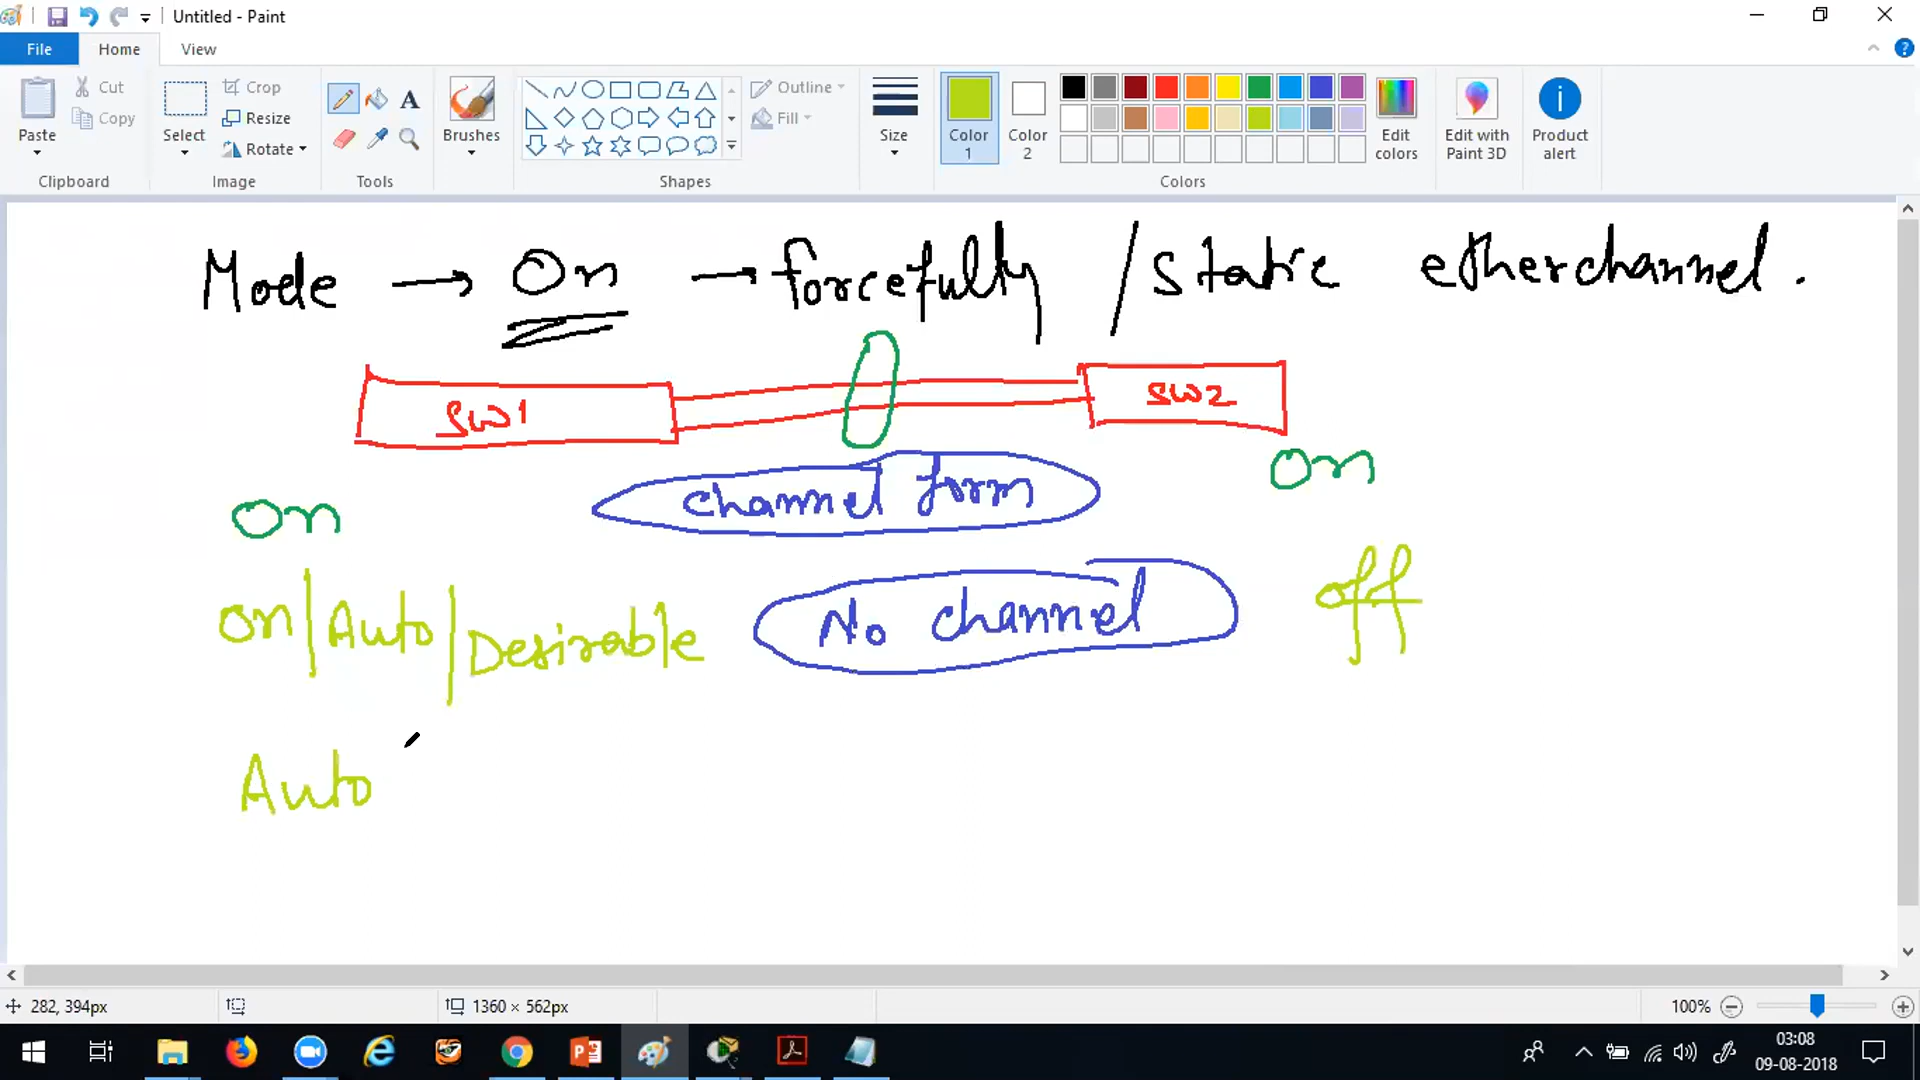 Untitled - Paint
File Home View
Paste Cut Copy Clipboard
Select Crop Resize Rotate Image
Tools
Brushes
Outline Fill Shapes
Size
Color 1 Color 2 Edit colors Colors
Edit with Paint 3D
Product alert
Mode → On → forcefully / Static etherchannel.
SW1 SW2
On channel form On
on | Auto | Desirable No channel off
Auto
282, 394px 1360 × 562px 100%
03:08
09-08-2018